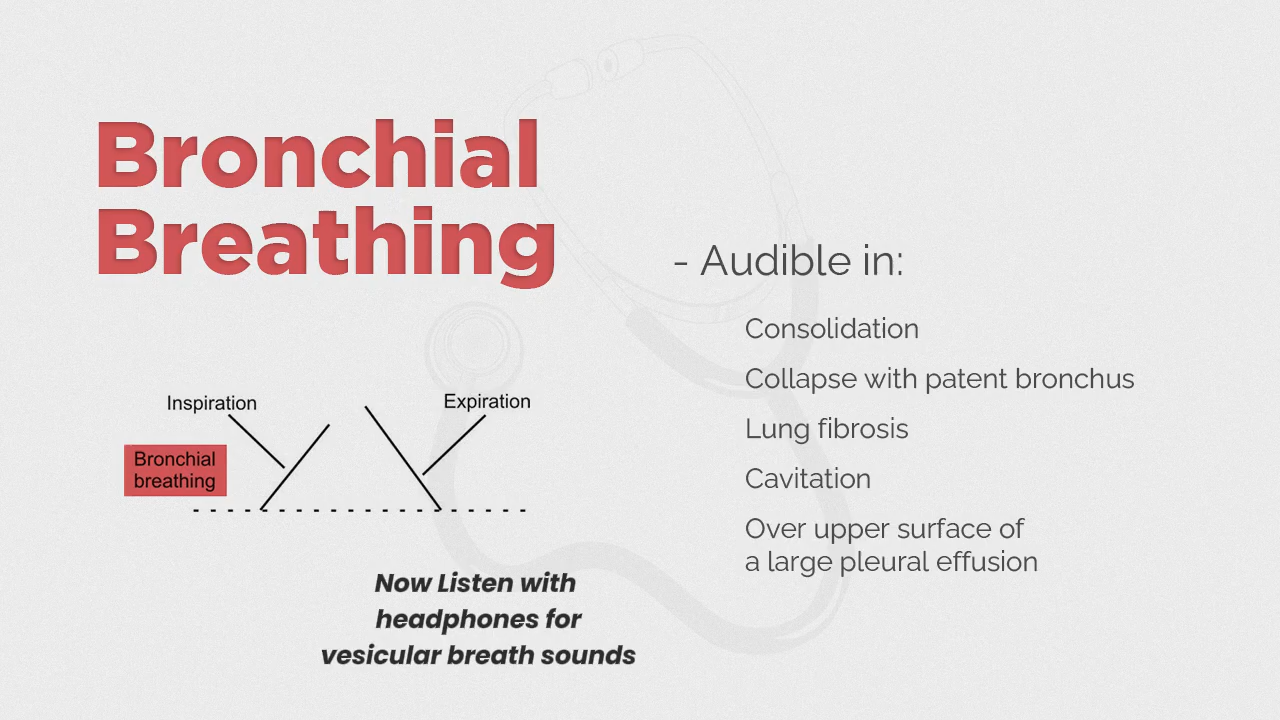 Bronchial
Breathing
- Audible in:
Consolidation
Collapse with patent bronchus
Lung fibrosis
Cavitation
Over upper surface of
a large pleural effusion
Inspiration
Expiration
Bronchial
breathing
Now Listen with
headphones for
vesicular breath sounds